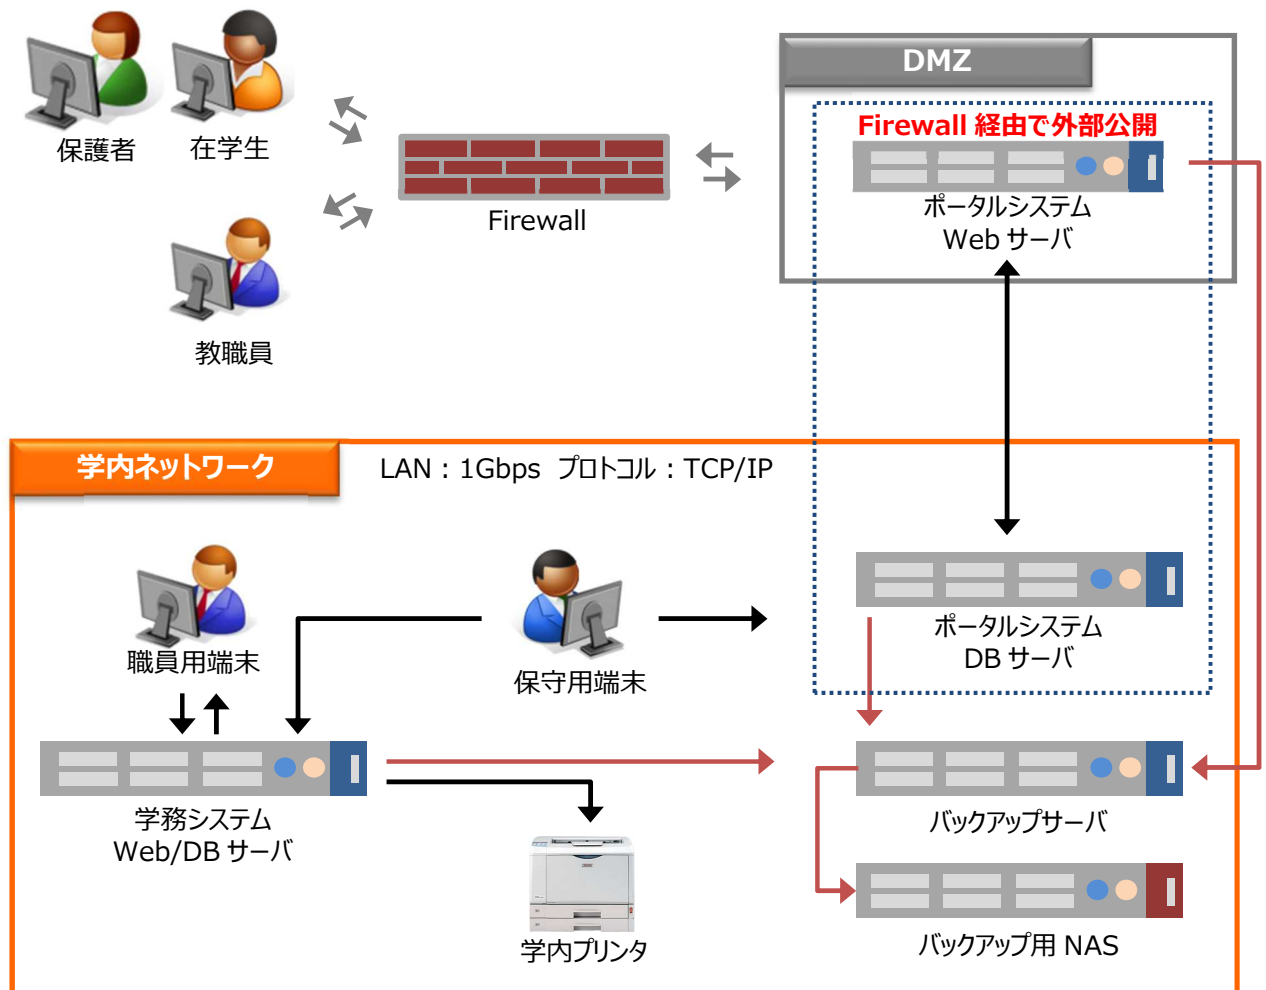 DMZ
Firewall 経由で外部公開
保護者
在学生
Firewall
ポータルシステム
Web サーバ
教職員
学内ネットワーク
LAN：1Gbps プロトコル：TCP/IP
職員用端末
保守用端末
ポータルシステム
DB サーバ
学務システム
Web/DB サーバ
バックアップサーバ
学内プリンタ
バックアップ用 NAS